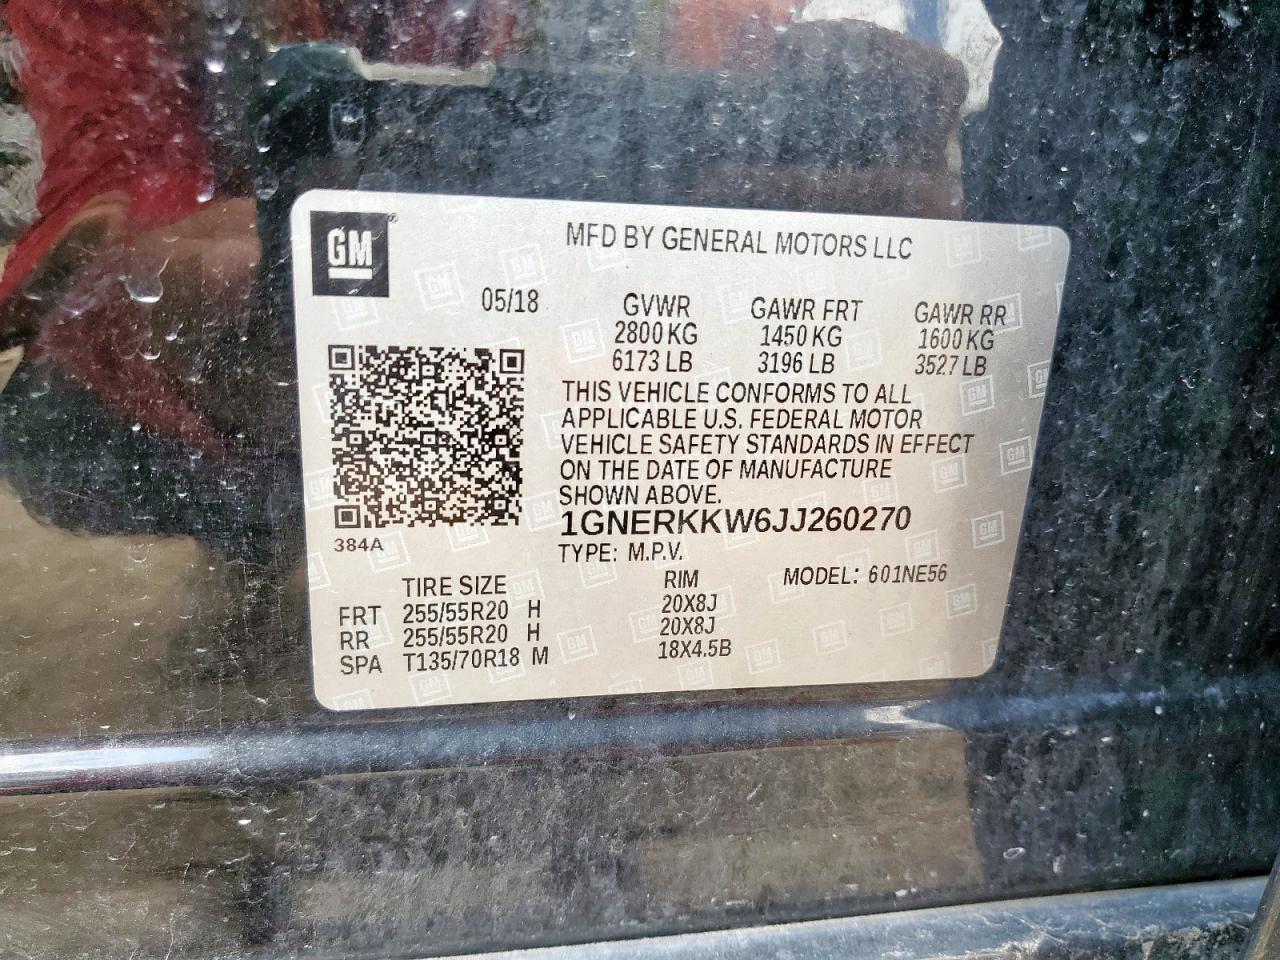 GM
MFD BY GENERAL MOTORS LLC
05/18 GVWR GAWR FRT GAWR RR
2800 KG 1450 KG 1600 KG
6173 LB 3196 LB 3527 LB
THIS VEHICLE CONFORMS TO ALL
APPLICABLE U.S. FEDERAL MOTOR
VEHICLE SAFETY STANDARDS IN EFFECT
ON THE DATE OF MANUFACTURE
SHOWN ABOVE.
1GNERKKW6JJ260270
384A
TYPE: M.P.V.
TIRE SIZE RIM MODEL: 601NE56
FRT 255/55R20 H 20X8J
RR 255/55R20 H 20X8J
SPA T135/70R18 M 18X4.5B